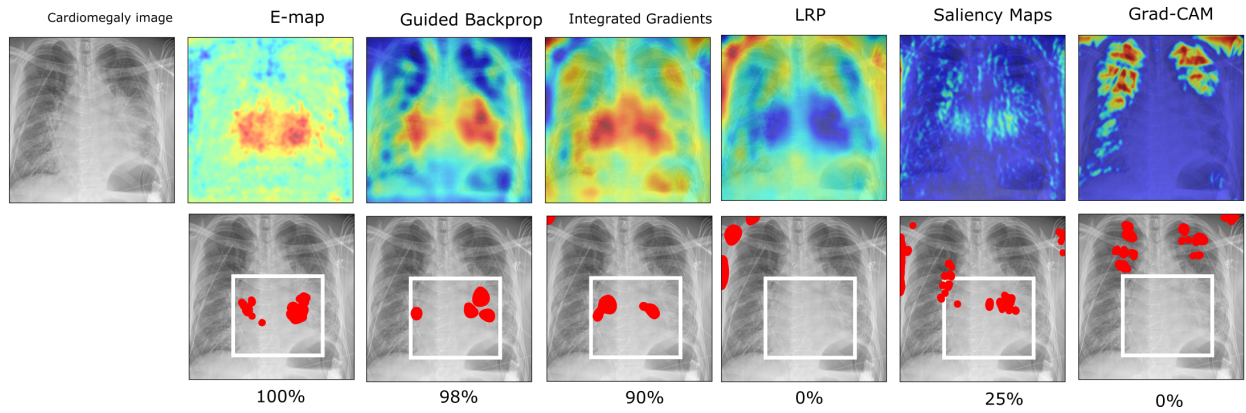 Cardiomegaly image
E-map
Guided Backprop
Integrated Gradients
LRP
Saliency Maps
Grad-CAM
100%
98%
90%
0%
25%
0%